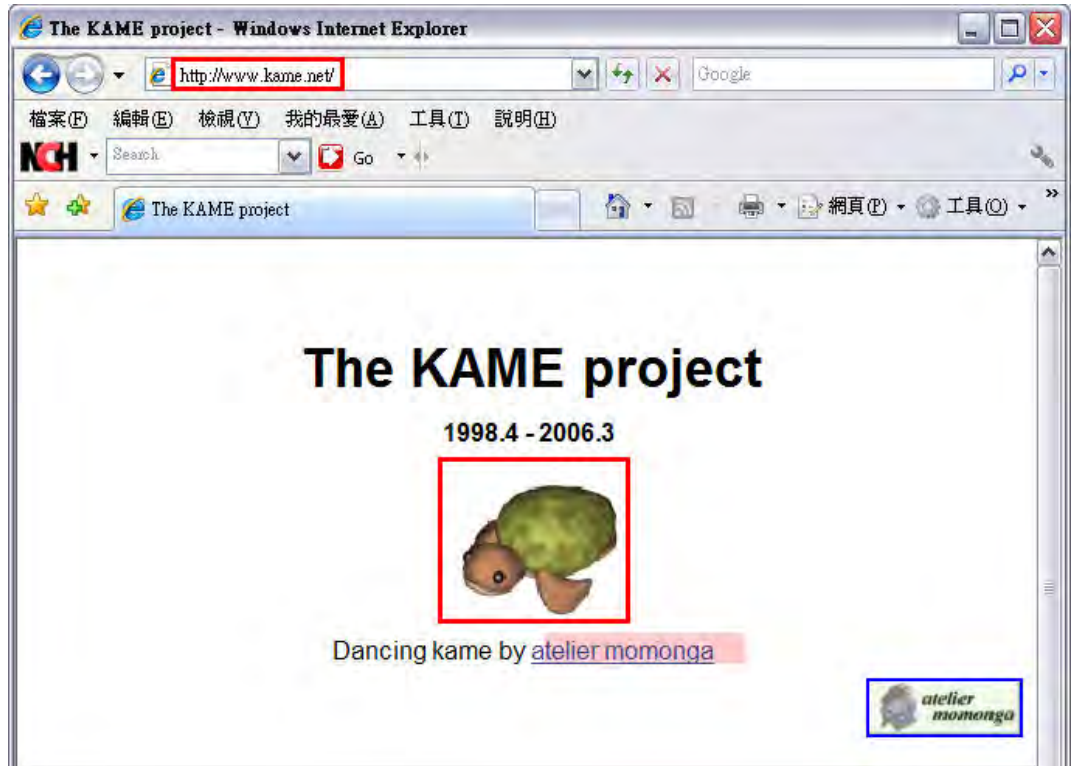 The KAME project - Windows Internet Explorer
http://www.kame.net/
Google
檔案(F) 編輯(E) 檢視(V) 我的最愛(A) 工具(T) 說明(H)
NCH Search Go
The KAME project 網頁(P) 工具(O) »
The KAME project
1998.4 - 2006.3
Dancing kame by atelier momonga
atelier
momonga